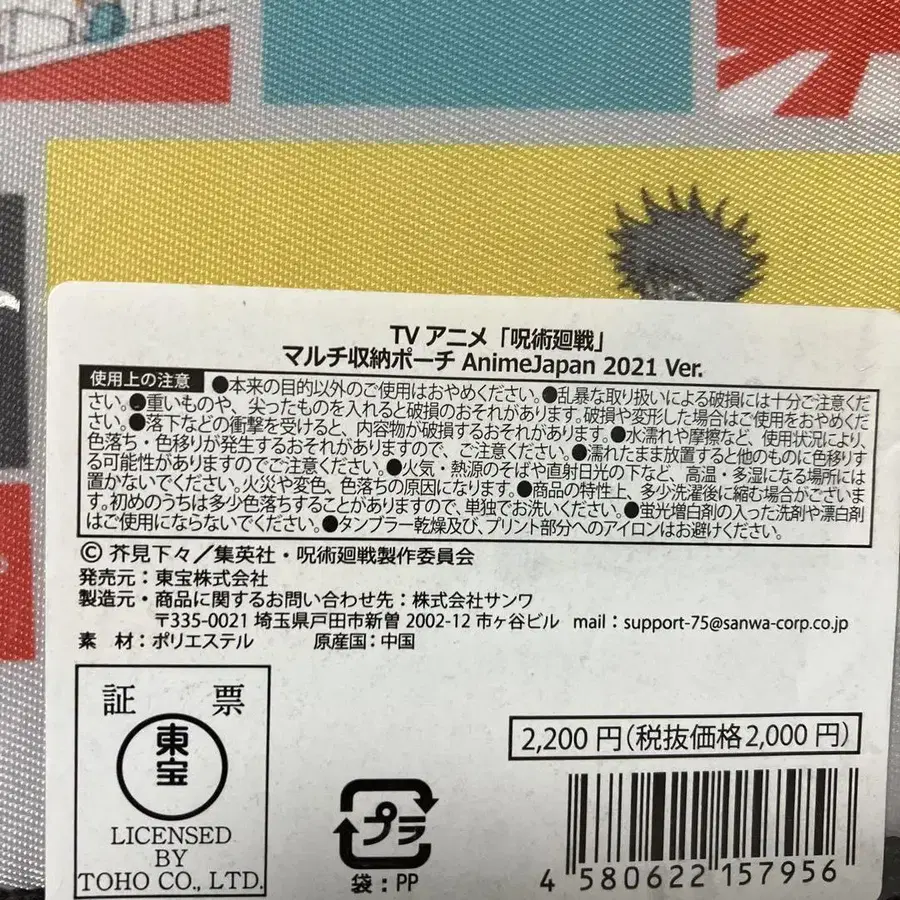 TV アニメ「呪術廻戦」
マルチ収納ポーチ AnimeJapan 2021 Ver.
使用上の注意 ●本来の目的以外のご使用はおやめください。●乱暴な取り扱いによる破損には十分ご注意くだ
さい。●重いものや、尖ったものを入れると破損のおそれがあります。破損や変形した場合はご使用をおやめくださ
い。●落下などの衝撃を受けると、内容物が破損するおそれがあります。●水濡れや摩擦など、使用状況により、
色落ち・色移りが発生するおそれがありますので、ご注意ください。●濡れたまま放置すると他のものに色移りす
る可能性がありますのでご注意ください。●火気・熱源のそばや直射日光の下など、高温・多湿になる場所には
置かないでください。火災や変色、色落ちの原因になります。●商品の特性上、多少洗濯後に縮む場合がございま
す。初めのうちは多少色落ちすることがありますので、単独でお洗いください。●蛍光増白剤の入った洗剤や漂白剤
はご使用にならないでください。●タンブラー乾燥及び、プリント部分へのアイロンはお避けください。
© 芥見下々／集英社・呪術廻戦製作委員会
発売元：東宝株式会社
製造元・商品に関するお問い合わせ先：株式会社サンワ
〒335-0021 埼玉県戸田市新曽 2002-12 市ヶ谷ビル mail：support-75@sanwa-corp.co.jp
素 材：ポリエステル 原産国：中国
証 票
東宝
LICENSED
BY
TOHO CO., LTD.
プラ
袋：PP
2,200 円（税抜価格2,000 円）
4 580622 157956